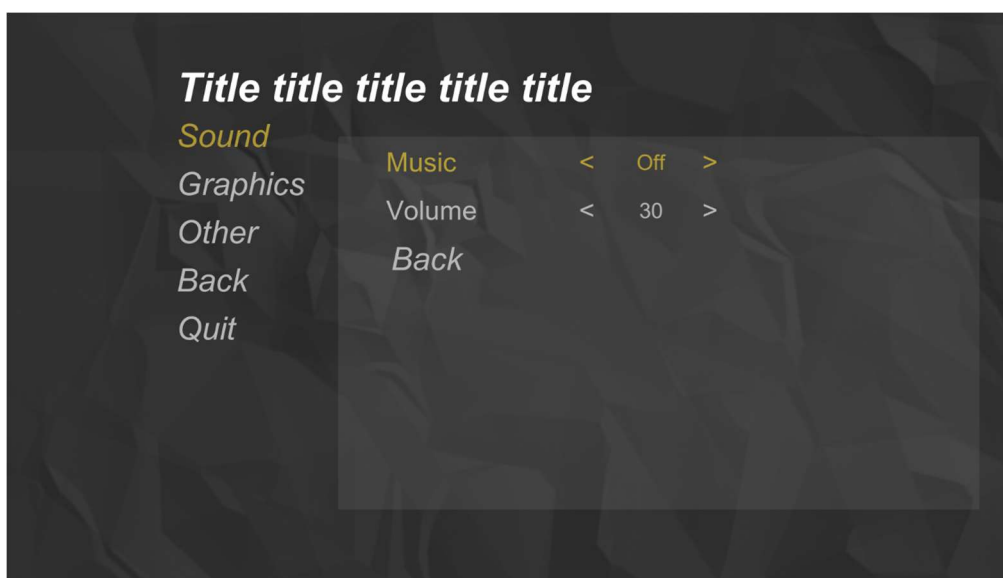 Title title title title title
Sound
Graphics
Other
Back
Quit
Music < Off >
Volume < 30 >
Back